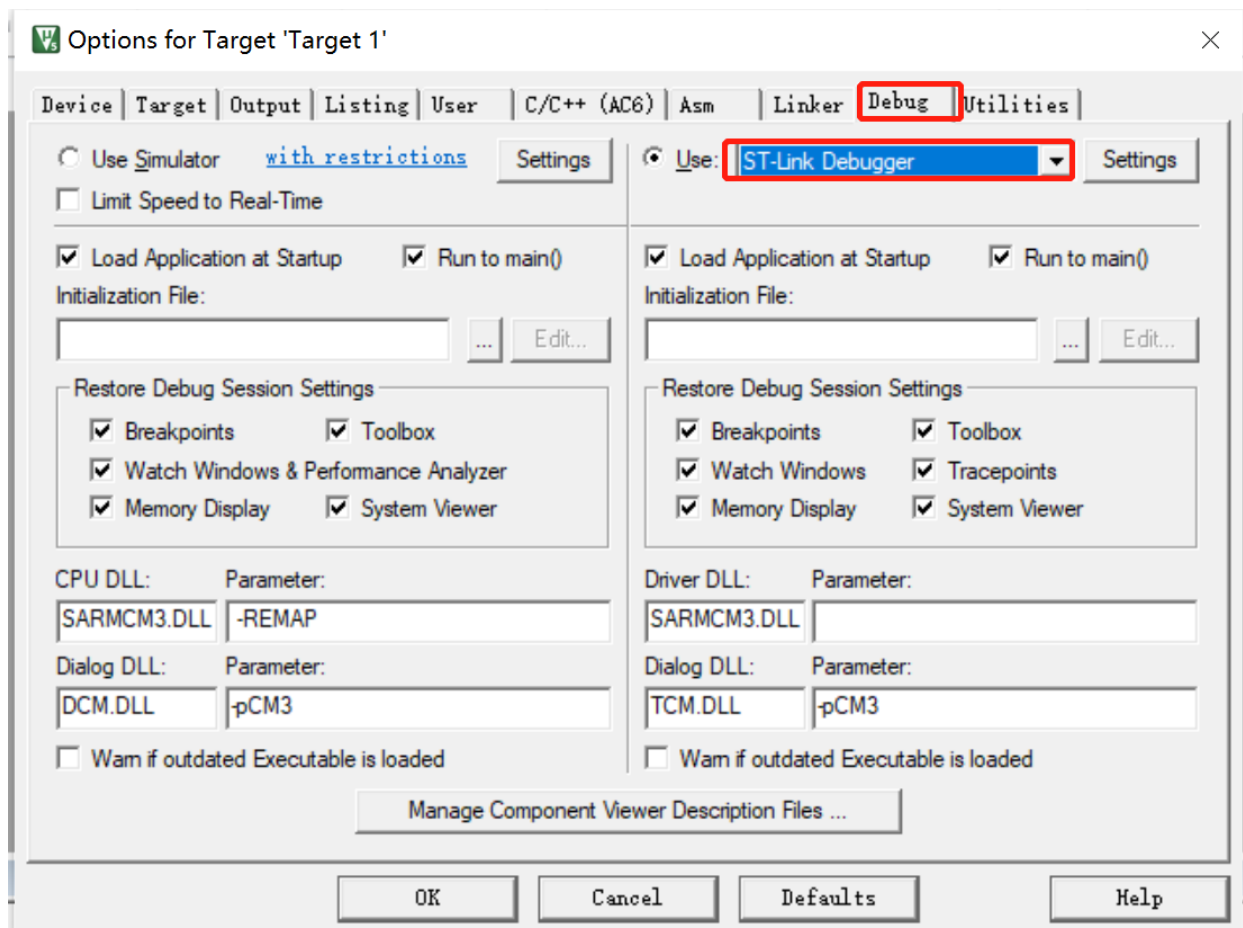 Options for Target 'Target 1'
Device Target Output Listing User C/C++ (AC6) Asm Linker Debug Utilities
Use Simulator with restrictions Settings Use: ST-Link Debugger Settings
Limit Speed to Real-Time
Load Application at Startup Run to main() Load Application at Startup Run to main()
Initialization File: Initialization File:
... Edit... ... Edit...
Restore Debug Session Settings Restore Debug Session Settings
Breakpoints Toolbox Breakpoints Toolbox
Watch Windows & Performance Analyzer Watch Windows Tracepoints
Memory Display System Viewer Memory Display System Viewer
CPU DLL: Parameter: Driver DLL: Parameter:
SARMCM3.DLL -REMAP SARMCM3.DLL
Dialog DLL: Parameter: Dialog DLL: Parameter:
DCM.DLL -pCM3 TCM.DLL -pCM3
Warn if outdated Executable is loaded Warn if outdated Executable is loaded
Manage Component Viewer Description Files ...
OK Cancel Defaults Help